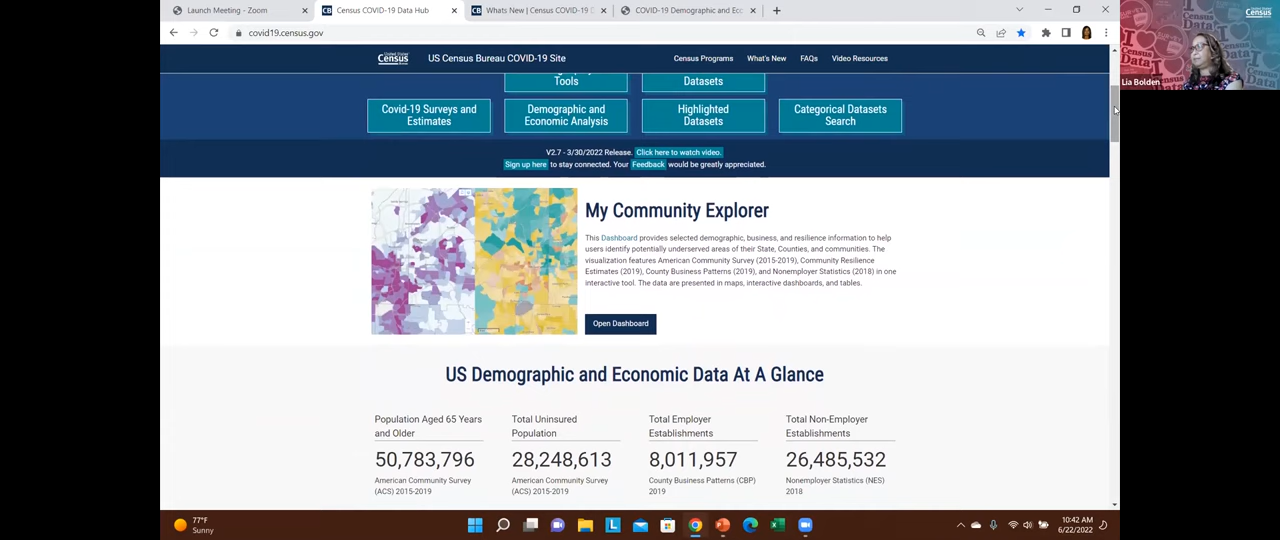 Launch Meeting - Zoom
Census COVID-19 Data Hub
Whats New | Census COVID-19 D
COVID-19 Demographic and Eco
covid19.census.gov
United States
Census
Bureau
US Census Bureau COVID-19 Site
Census Programs
What's New
FAQs
Video Resources
Tools
Datasets
Covid-19 Surveys and
Estimates
Demographic and
Economic Analysis
Highlighted
Datasets
Categorical Datasets
Search
V2.7 - 3/30/2022 Release. Click here to watch video.
Sign up here to stay connected. Your Feedback would be greatly appreciated.
My Community Explorer
This Dashboard provides selected demographic, business, and resilience information to help
users identify potentially underserved areas of their State, Counties, and communities. The
visualization features American Community Survey (2015-2019), Community Resilience
Estimates (2019), County Business Patterns (2019), and Nonemployer Statistics (2018) in one
interactive tool. The data are presented in maps, interactive dashboards, and tables.
Open Dashboard
US Demographic and Economic Data At A Glance
Population Aged 65 Years
and Older
50,783,796
American Community Survey
(ACS) 2015-2019
Total Uninsured
Population
28,248,613
American Community Survey
(ACS) 2015-2019
Total Employer
Establishments
8,011,957
County Business Patterns (CBP)
2019
Total Non-Employer
Establishments
26,485,532
Nonemployer Statistics (NES)
2018
Lia Bolden
77°F
Sunny
10:42 AM
6/22/2022